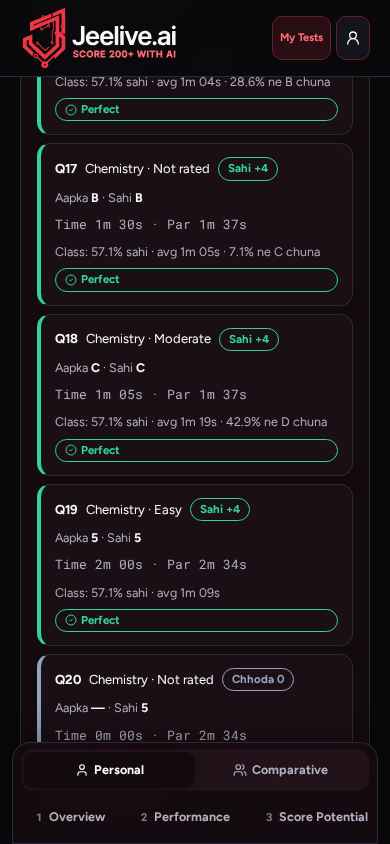 Jeelive.ai
SCORE 200+ WITH AI
My Tests
Class: 57.1% sahi · avg 1m 04s · 28.6% ne B chuna
Perfect
Q17 Chemistry · Not rated Sahi +4
Aapka B · Sahi B
Time 1m 30s · Par 1m 37s
Class: 57.1% sahi · avg 1m 05s · 7.1% ne C chuna
Perfect
Q18 Chemistry · Moderate Sahi +4
Aapka C · Sahi C
Time 1m 05s · Par 1m 37s
Class: 57.1% sahi · avg 1m 19s · 42.9% ne D chuna
Perfect
Q19 Chemistry · Easy Sahi +4
Aapka 5 · Sahi 5
Time 2m 00s · Par 2m 34s
Class: 57.1% sahi · avg 1m 09s
Perfect
Q20 Chemistry · Not rated Chhoda 0
Aapka — · Sahi 5
Time 0m 00s · Par 2m 34s
Personal Comparative
1 Overview 2 Performance 3 Score Potential